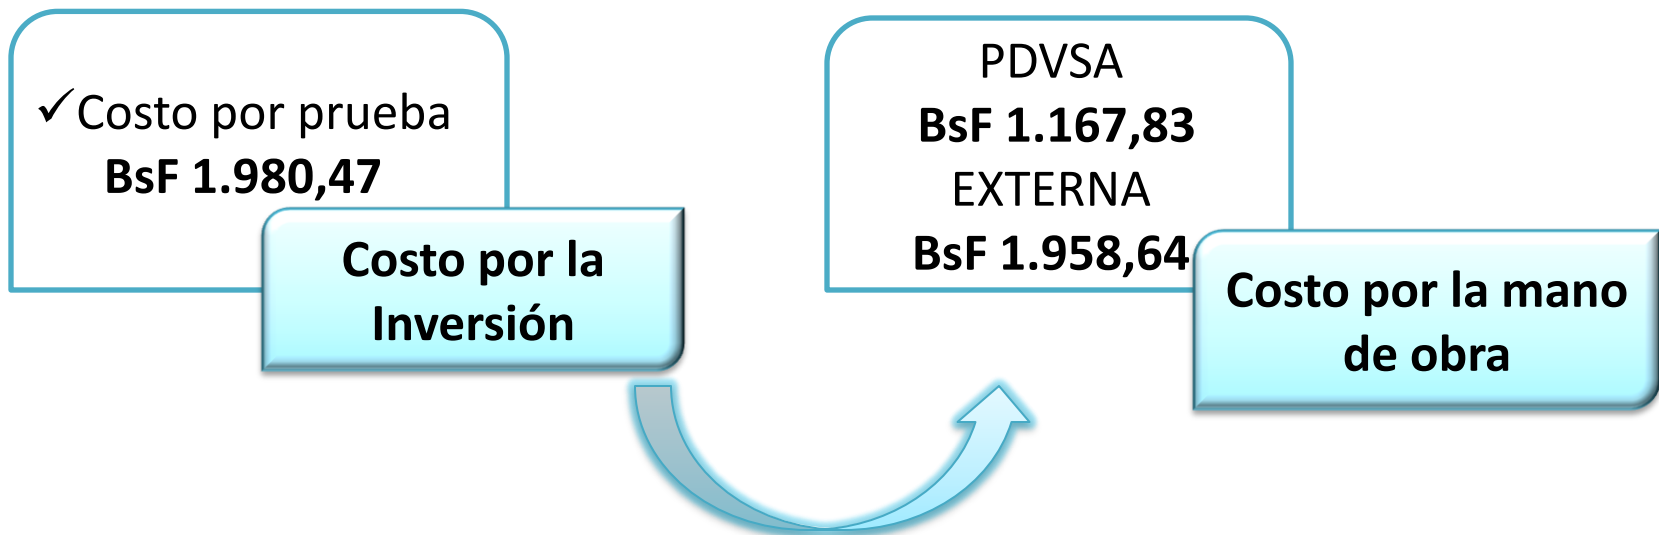 ✓Costo por prueba
BsF 1.980,47
Costo por la
Inversión
PDVSA
BsF 1.167,83
EXTERNA
BsF 1.958,64
Costo por la mano
de obra